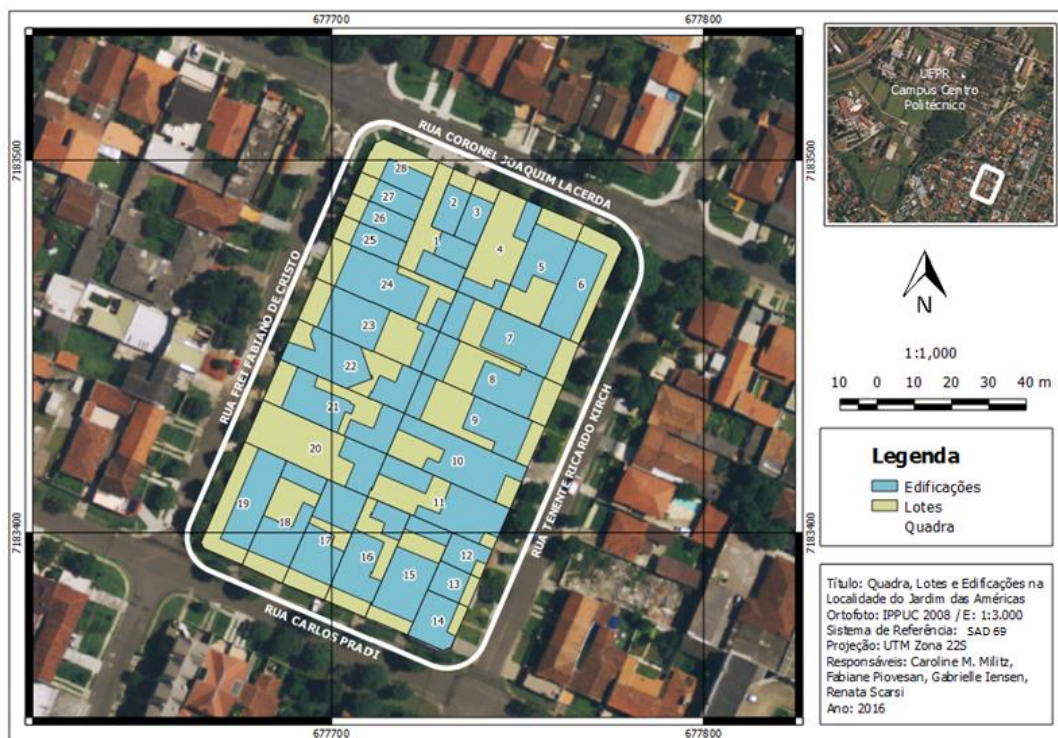 677700
677800
7183500
7183400
7183500
7183400
677700
677800
RUA CORONEL JOAQUIM LACERDA
RUA FREI FABIANO DE CRISTO
RUA TENENTE RICARDO KIRCH
RUA CARLOS PRADI
28
27
26
25
2
3
1
4
5
6
24
23
7
22
8
21
9
20
10
11
19
18
17
16
15
12
13
14
UFPR
Campus Centro
Politécnico
N
1:1,000
10 0 10 20 30 40 m
Legenda
Edificações
Lotes
Quadra
Título: Quadra, Lotes e Edificações na
Localidade do Jardim das Américas
Ortofoto: IPPUC 2008 / E: 1:3.000
Sistema de Referência: SAD 69
Projeção: UTM Zona 22S
Responsáveis: Caroline M. Militz,
Fabiane Piovesan, Gabrielle Iensen,
Renata Scarsi
Ano: 2016